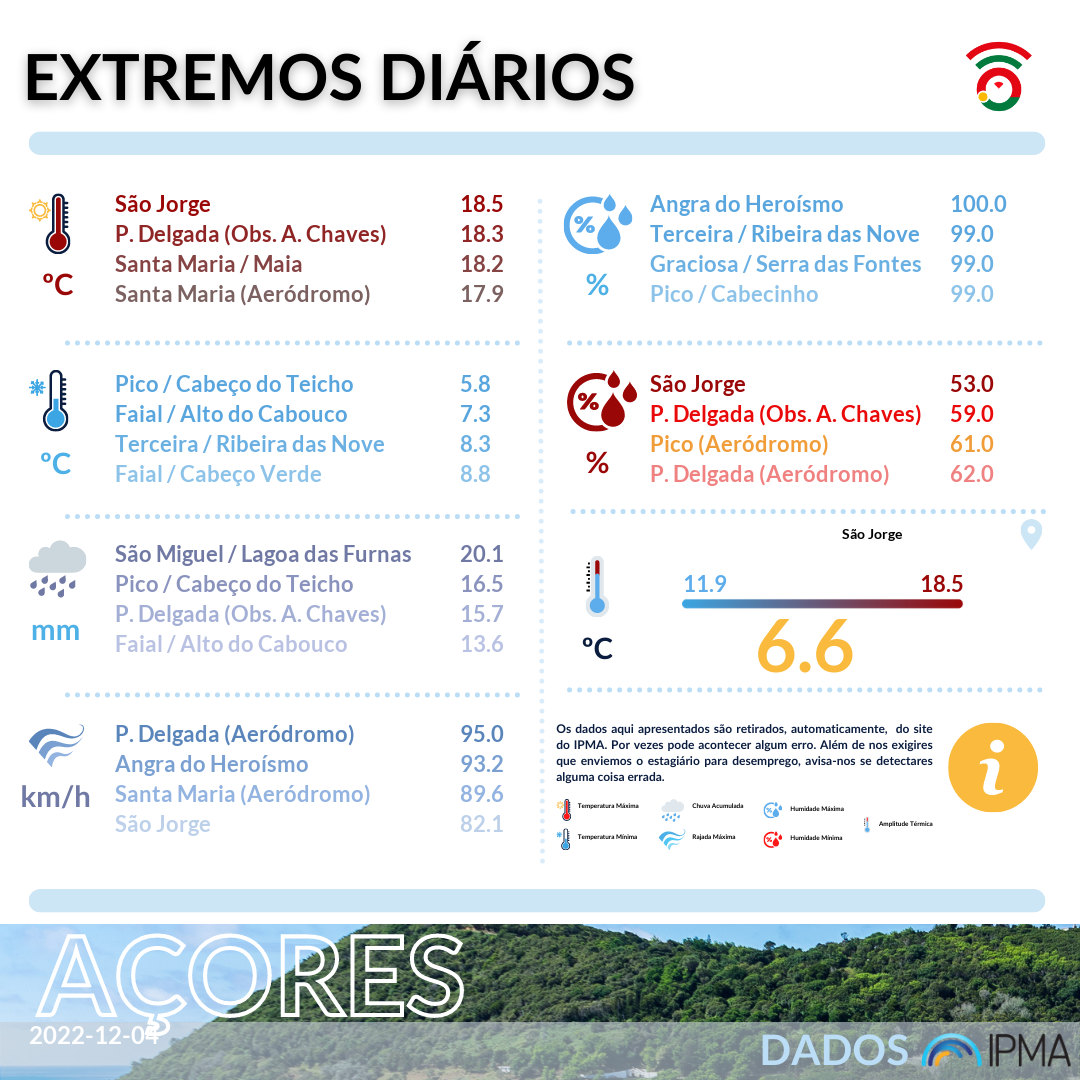 EXTREMOS DIÁRIOS
São Jorge 18.5
P. Delgada (Obs. A. Chaves) 18.3
Santa Maria / Maia 18.2
Santa Maria (Aeródromo) 17.9
ºC
Pico / Cabeço do Teicho 5.8
Faial / Alto do Cabouco 7.3
Terceira / Ribeira das Nove 8.3
Faial / Cabeço Verde 8.8
ºC
São Miguel / Lagoa das Furnas 20.1
Pico / Cabeço do Teicho 16.5
P. Delgada (Obs. A. Chaves) 15.7
Faial / Alto do Cabouco 13.6
mm
P. Delgada (Aeródromo) 95.0
Angra do Heroísmo 93.2
Santa Maria (Aeródromo) 89.6
São Jorge 82.1
km/h
%
Angra do Heroísmo 100.0
Terceira / Ribeira das Nove 99.0
Graciosa / Serra das Fontes 99.0
Pico / Cabecinho 99.0
%
%
São Jorge 53.0
P. Delgada (Obs. A. Chaves) 59.0
Pico (Aeródromo) 61.0
P. Delgada (Aeródromo) 62.0
%
São Jorge
11.9 18.5
ºC
6.6
Os dados aqui apresentados são retirados, automaticamente, do site
do IPMA. Por vezes pode acontecer algum erro. Além de nos exigires
que enviemos o estagiário para desemprego, avisa-nos se detectares
alguma coisa errada.
i
Temperatura Máxima Chuva Acumulada Humidade Máxima
Amplitude Térmica
Temperatura Mínima Rajada Máxima Humidade Mínima
AÇORES
2022-12-04
DADOS IPMA